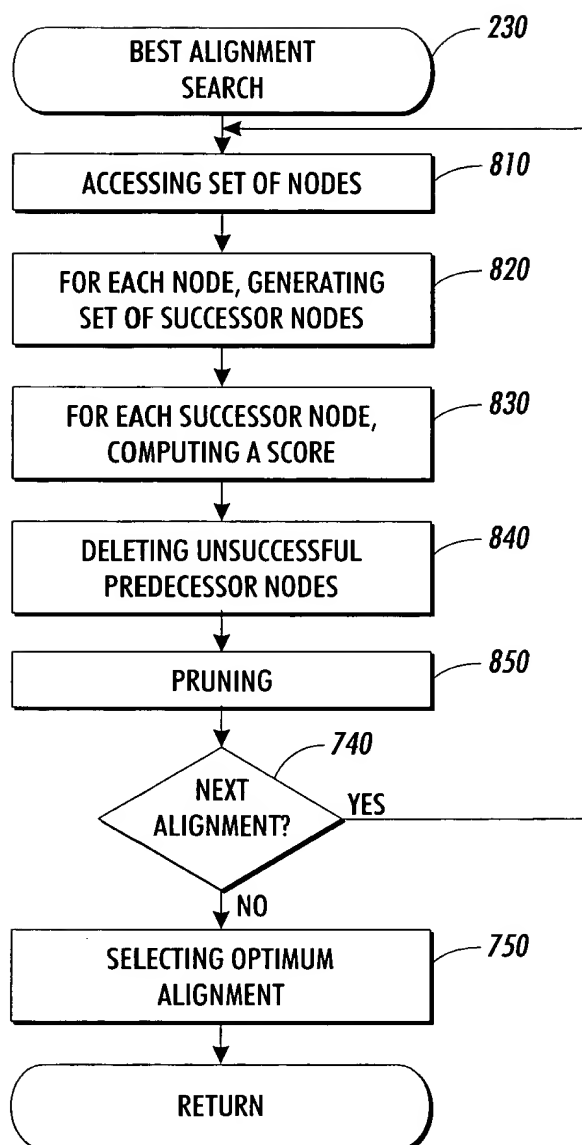 230
BEST ALIGNMENT
SEARCH
810
ACCESSING SET OF NODES
820
FOR EACH NODE, GENERATING
SET OF SUCCESSOR NODES
830
FOR EACH SUCCESSOR NODE,
COMPUTING A SCORE
840
DELETING UNSUCCESSFUL
PREDECESSOR NODES
850
PRUNING
740
NEXT
ALIGNMENT?
YES
NO
750
SELECTING OPTIMUM
ALIGNMENT
RETURN